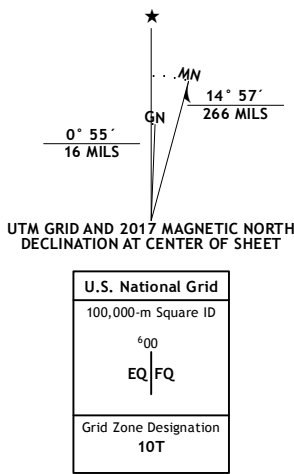 ★
MN
GN
14° 57´
266 MILS
0° 55´
16 MILS
UTM GRID AND 2017 MAGNETIC NORTH
DECLINATION AT CENTER OF SHEET
U.S. National Grid
100,000-m Square ID
⁶00
EQ FQ
Grid Zone Designation
10T